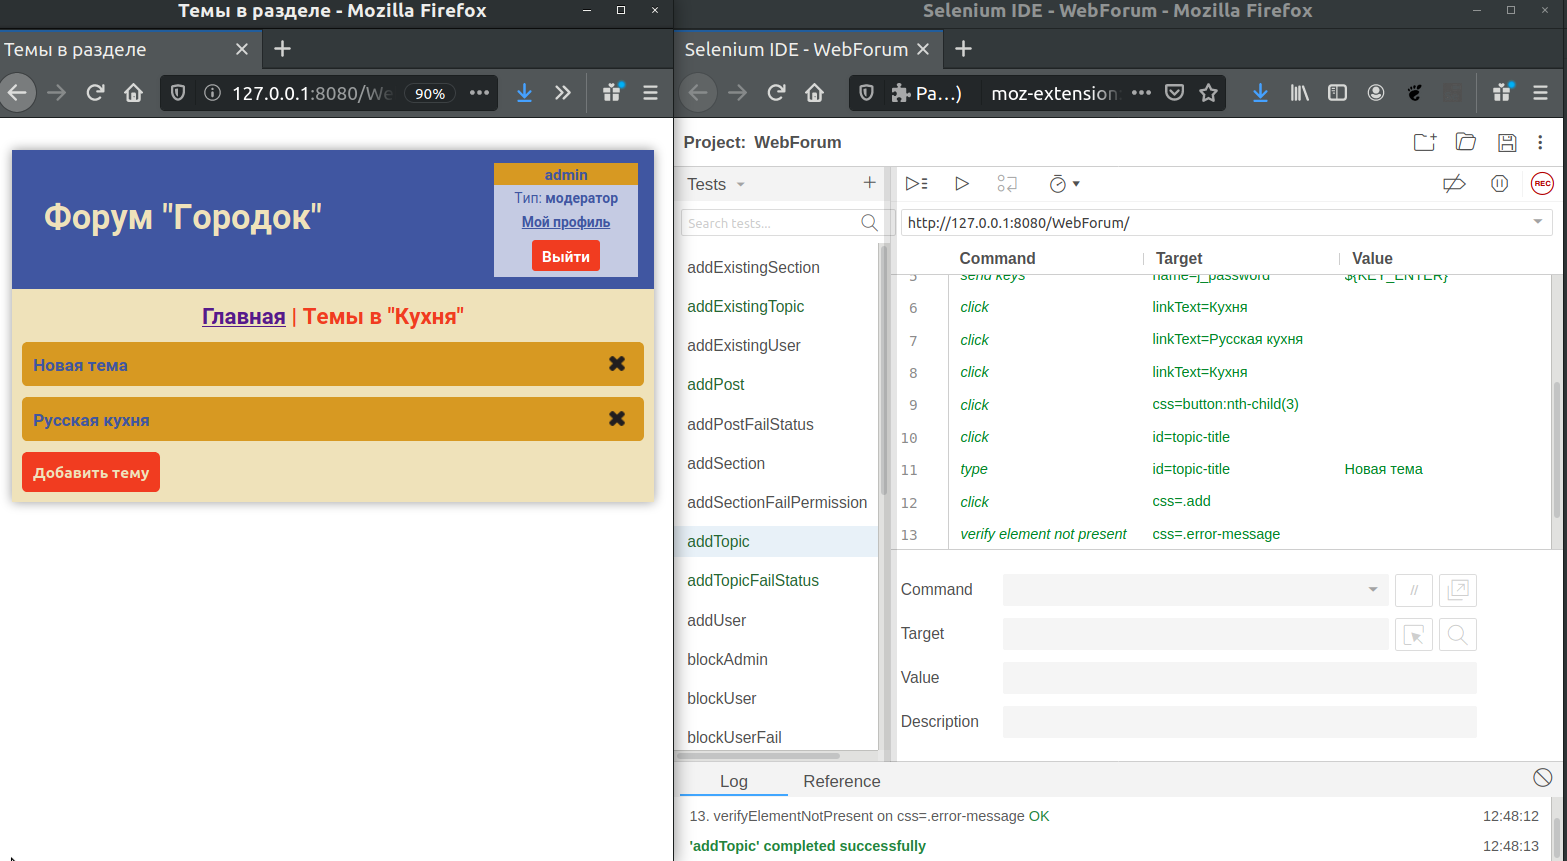 Темы в разделе - Mozilla Firefox
Темы в разделе
127.0.0.1:8080/We
90%
admin
Тип: модератор
Мой профиль
Выйти
Форум "Городок"
Главная | Темы в "Кухня"
Новая тема
Русская кухня
Добавить тему
Selenium IDE - WebForum - Mozilla Firefox
Selenium IDE - WebForum
Ра...) moz-extension:
Project: WebForum
Tests
REC
Search tests...
http://127.0.0.1:8080/WebForum/
addExistingSection
addExistingTopic
addExistingUser
addPost
addPostFailStatus
addSection
addSectionFailPermission
addTopic
addTopicFailStatus
addUser
blockAdmin
blockUser
blockUserFail
Command Target Value
5 send keys name=j_password ${KEY_ENTER}
6 click linkText=Кухня
7 click linkText=Русская кухня
8 click linkText=Кухня
9 click css=button:nth-child(3)
10 click id=topic-title
11 type id=topic-title Новая тема
12 click css=.add
13 verify element not present css=.error-message
Command //
Target
Value
Description
Log Reference
13. verifyElementNotPresent on css=.error-message OK 12:48:12
'addTopic' completed successfully 12:48:13